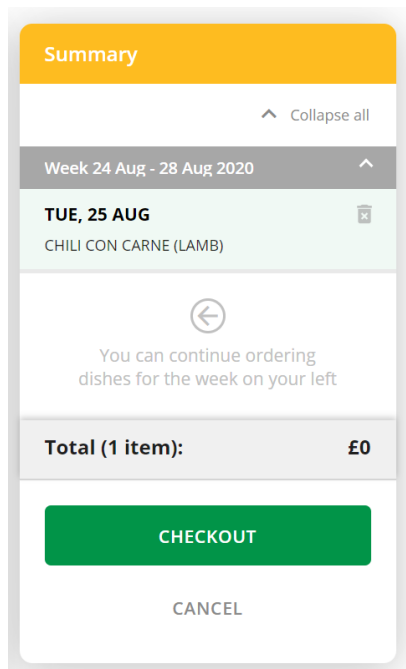 Summary
Collapse all
Week 24 Aug - 28 Aug 2020
TUE, 25 AUG
CHILI CON CARNE (LAMB)
You can continue ordering
dishes for the week on your left
Total (1 item): £0
CHECKOUT
CANCEL